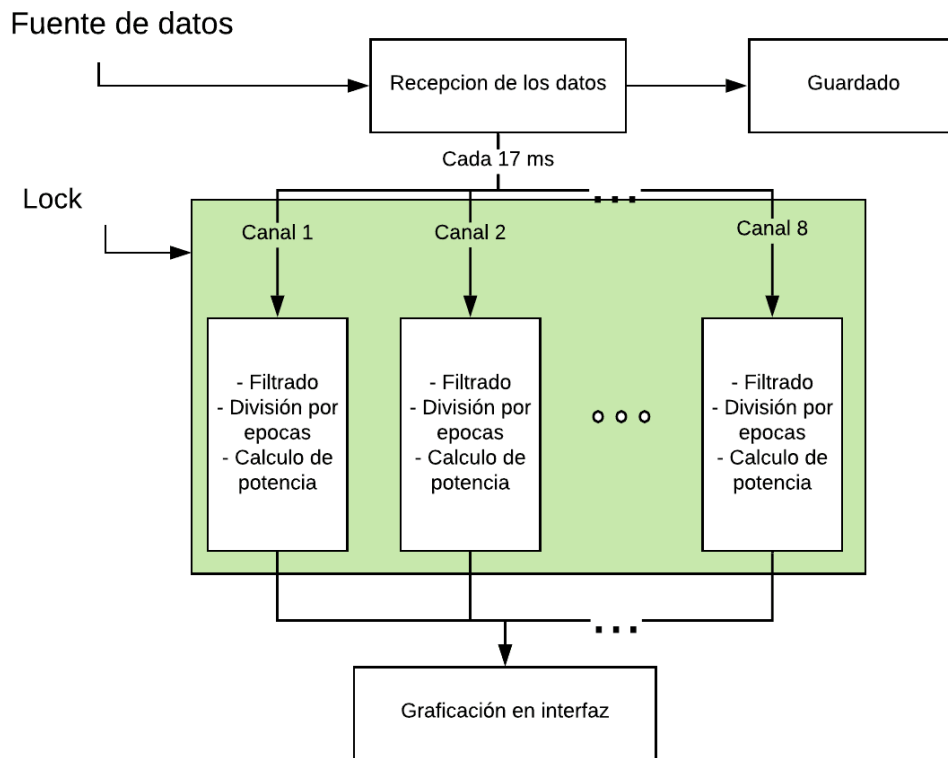 Fuente de datos
Recepcion de los datos
Guardado
Cada 17 ms
Lock
Canal 1
Canal 2
...
Canal 8
- Filtrado
- División por
epocas
- Calculo de
potencia
- Filtrado
- División por
epocas
- Calculo de
potencia
- Filtrado
- División por
epocas
- Calculo de
potencia
...
Graficación en interfaz